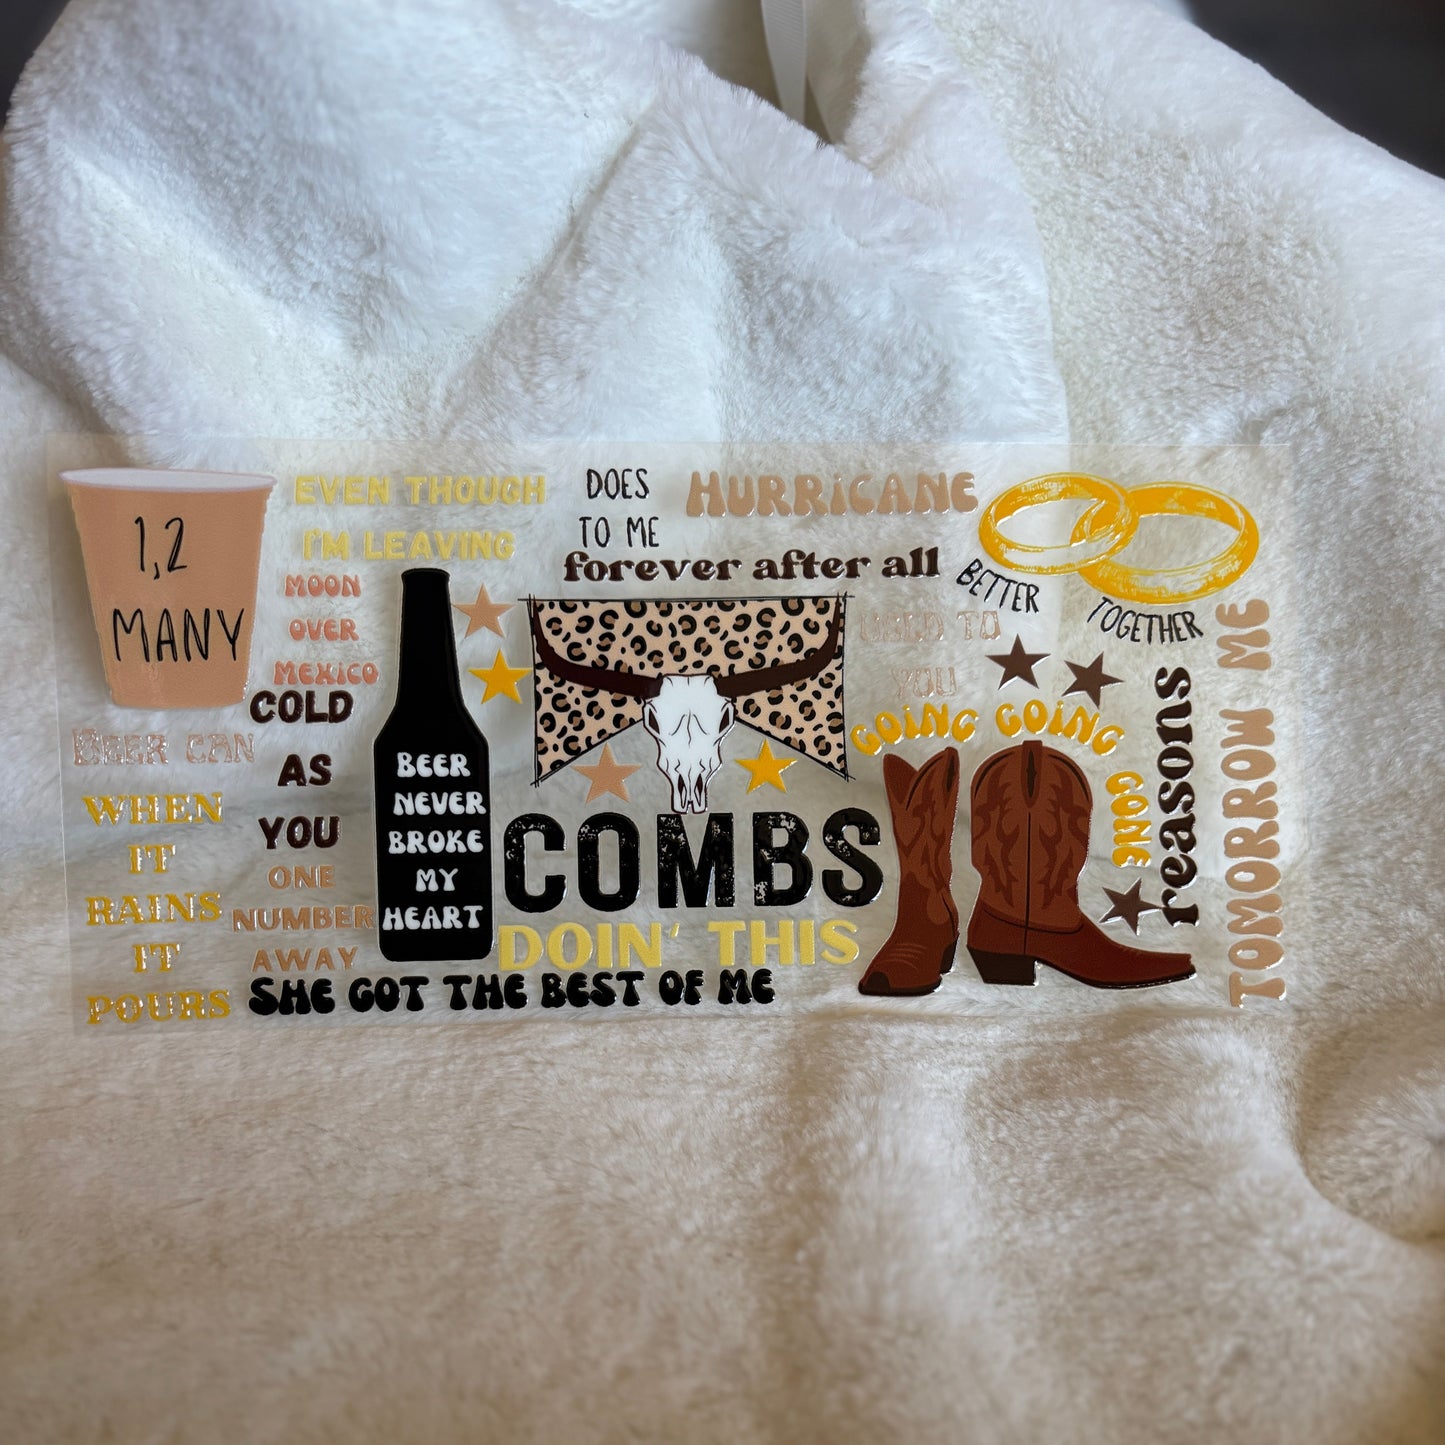 1, 2
MANY
EVEN THOUGH
I'M LEAVING
MOON
OVER
MEXICO
COLD
AS
YOU
ONE
NUMBER
AWAY
BEER CAN
WHEN
IT
RAINS
IT
POURS
BEER
NEVER
BROKE
MY
HEART
DOES
TO ME
HURRICANE
forever after all
BETTER
TOGETHER
USED TO
YOU
GOING GOING
GONE
reasons
TOMORROW ME
COMBS
DOIN' THIS
SHE GOT THE BEST OF ME